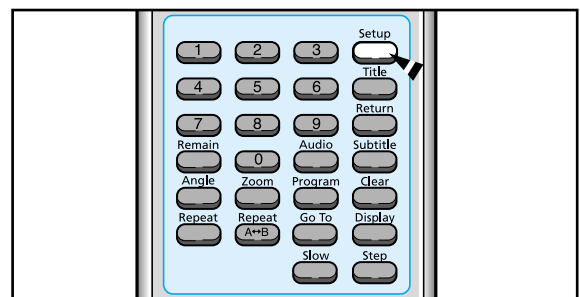 Setup
1 2 3
Title
4 5 6
Return
7 8 9
Remain Audio Subtitle
0
Angle Zoom Program Clear
Repeat Repeat Go To Display
A↔B
Slow Step